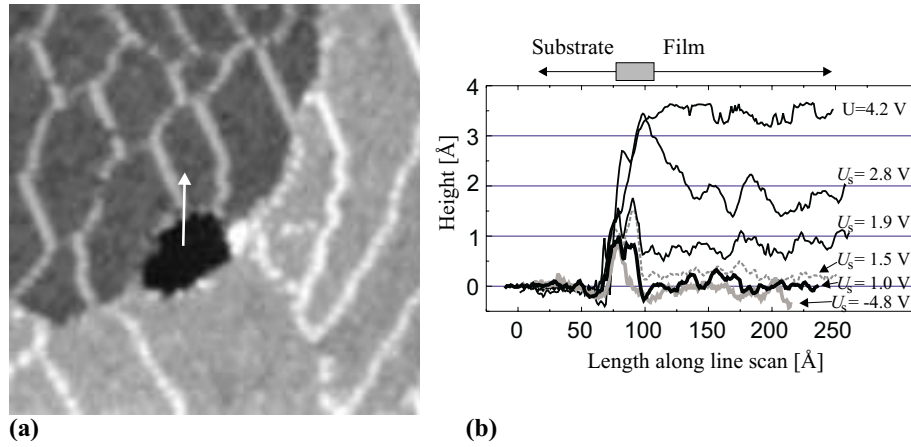 (a)
(b)
Substrate Film
4
3
2
1
0
Height [Å]
U=4.2 V
Us= 2.8 V
Us= 1.9 V
Us= 1.5 V
Us= 1.0 V
Us= -4.8 V
0 50 100 150 200 250
Length along line scan [Å]